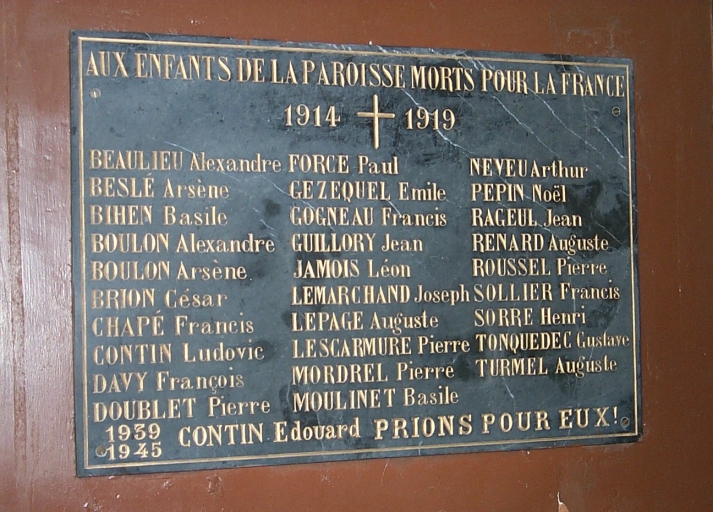 AUX ENFANTS DE LA PAROISSE MORTS POUR LA FRANCE
1914 1919
BEAULIEU Alexandre
BESLÉ Arsène
BIHEN Basile
BOULON Alexandre
BOULON Arsène
BRION César
CHAPÉ Francis
CONTIN Ludovic
DAVY François
DOUBLET Pierre
FORCE Paul
GEZEQUEL Emile
GOGNEAU Francis
GUILLORY Jean
JAMOIS Léon
LEMARCHAND Joseph
LEPAGE Auguste
LESCARMURE Pierre
MORDREL Pierre
MOULINET Basile
NEVEU Arthur
PEPIN Noël
RAGEUL Jean
RENARD Auguste
ROUSSEL Pierre
SOLLIER Francis
SORRE Henri
TONQUEDEC Gustave
TURMEL Auguste
1939
1945
CONTIN Edouard PRIONS POUR EUX!